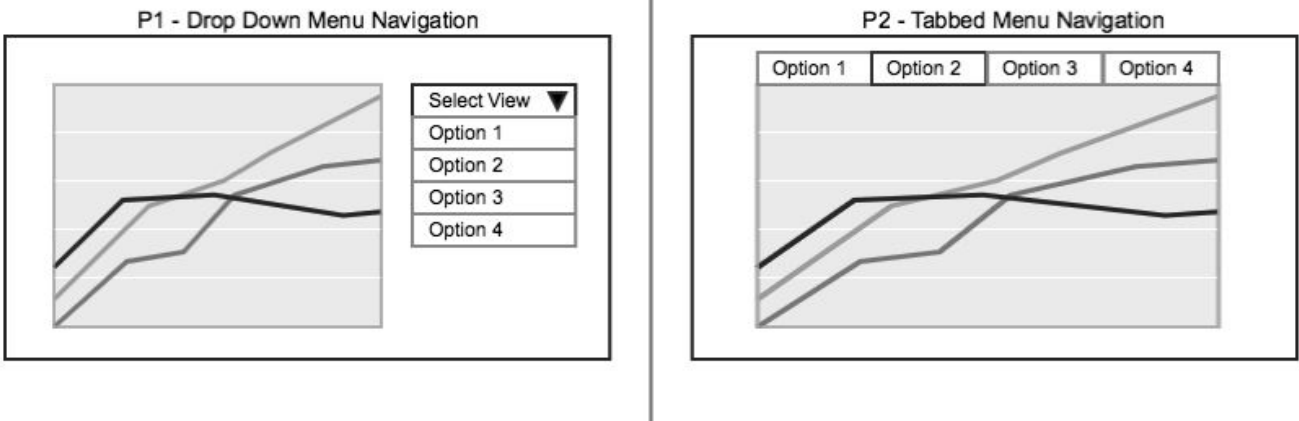 P1 - Drop Down Menu Navigation
Select View
Option 1
Option 2
Option 3
Option 4
P2 - Tabbed Menu Navigation
Option 1 Option 2 Option 3 Option 4